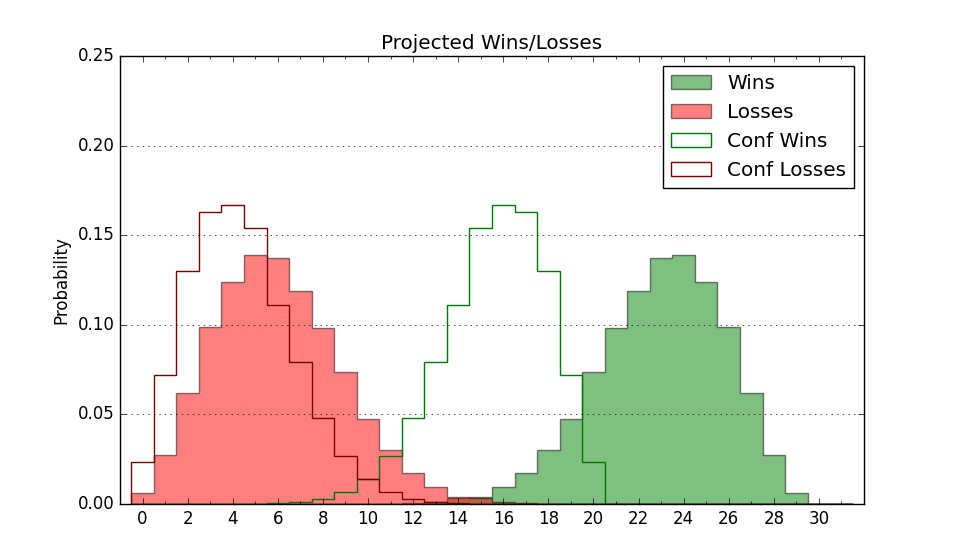 Projected Wins/Losses
0.25
0.20
0.15
0.10
0.05
0.00
Probability
Wins
Losses
Conf Wins
Conf Losses
0 2 4 6 8 10 12 14 16 18 20 22 24 26 28 30